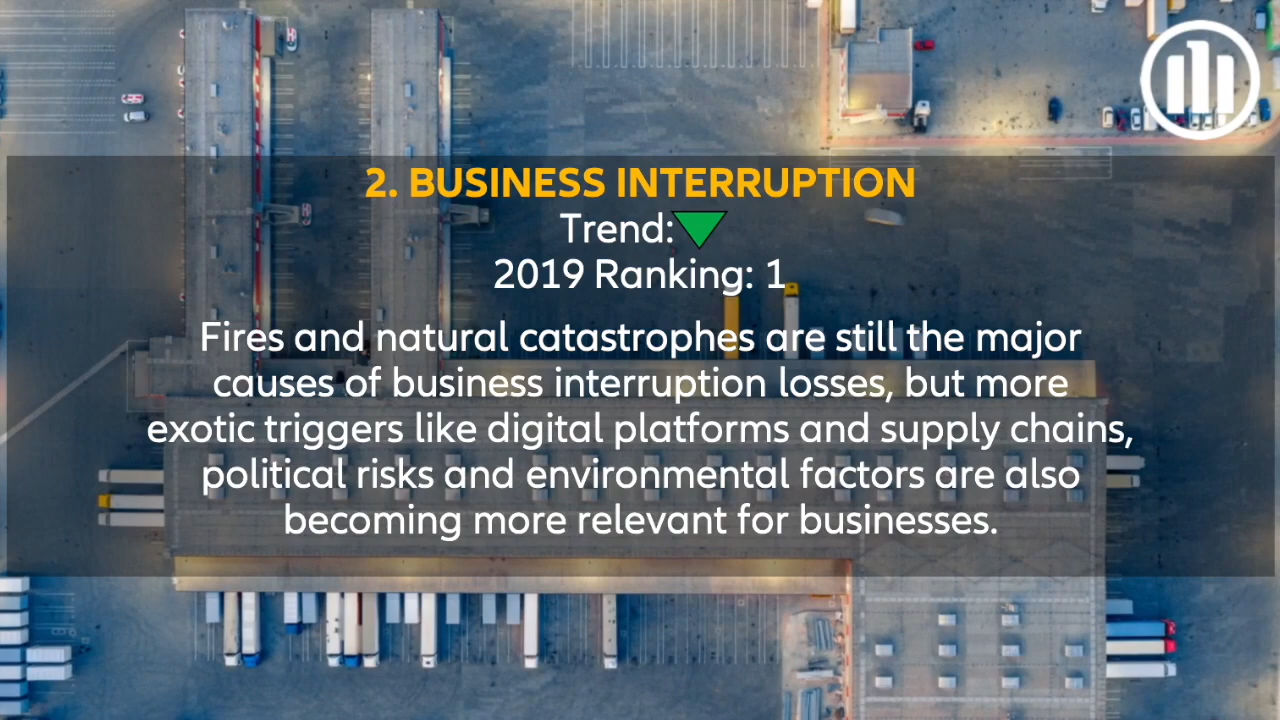 2. BUSINESS INTERRUPTION
Trend:
2019 Ranking: 1
Fires and natural catastrophes are still the major
causes of business interruption losses, but more
exotic triggers like digital platforms and supply chains,
political risks and environmental factors are also
becoming more relevant for businesses.